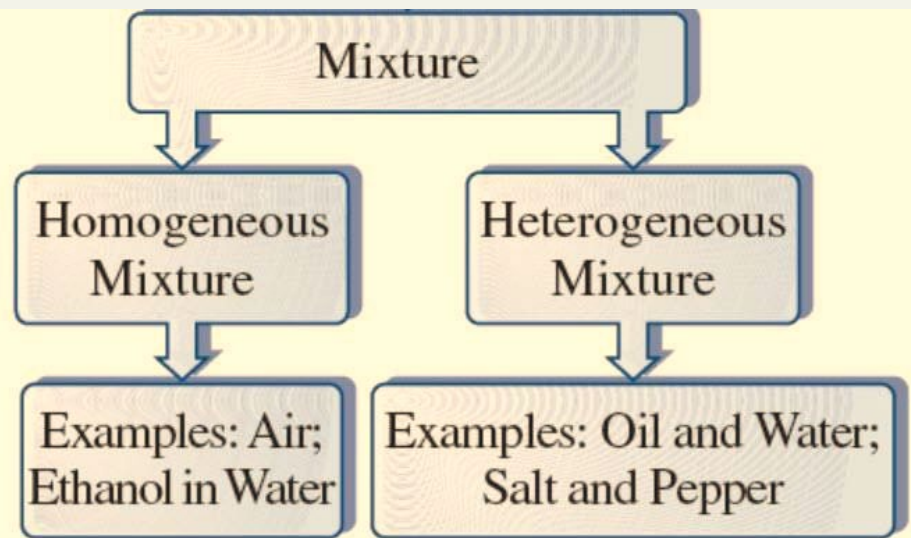 Mixture
Homogeneous
Mixture
Heterogeneous
Mixture
Examples: Air;
Ethanol in Water
Examples: Oil and Water;
Salt and Pepper